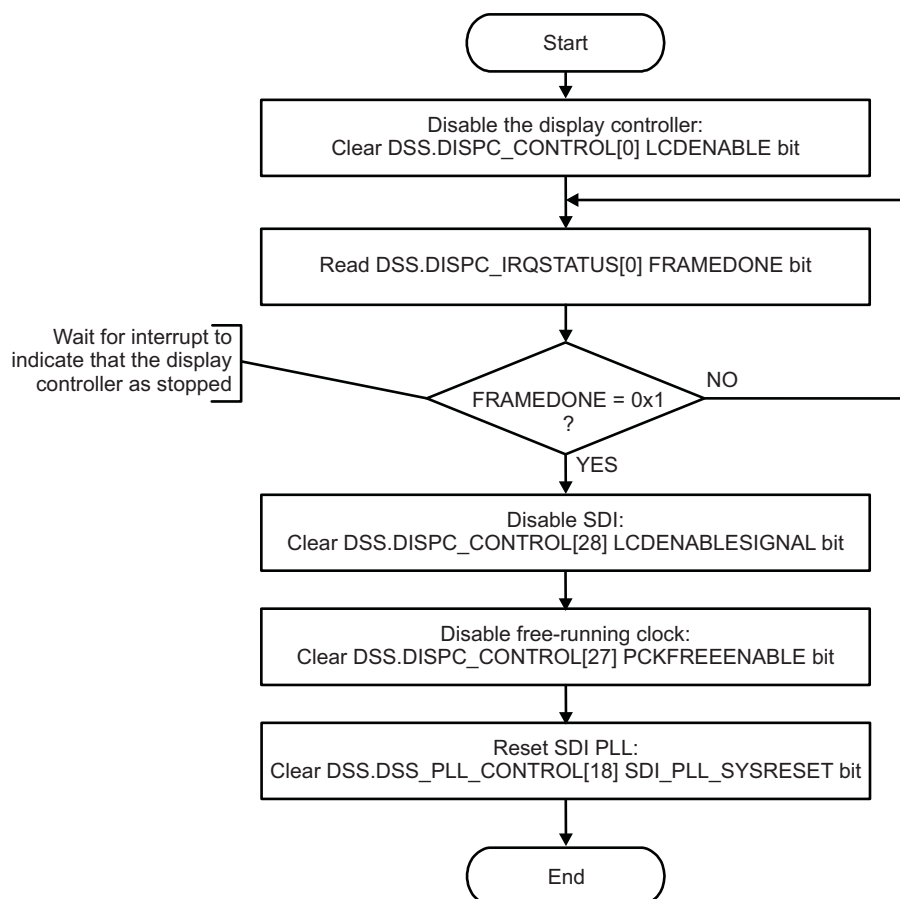 Start
Disable the display controller:
Clear DSS.DISPC_CONTROL[0] LCDENABLE bit
Read DSS.DISPC_IRQSTATUS[0] FRAMEDONE bit
Wait for interrupt to
indicate that the display
controller as stopped
FRAMEDONE = 0x1
?
NO
YES
Disable SDI:
Clear DSS.DISPC_CONTROL[28] LCDENABLESIGNAL bit
Disable free-running clock:
Clear DSS.DISPC_CONTROL[27] PCKFREEENABLE bit
Reset SDI PLL:
Clear DSS.DSS_PLL_CONTROL[18] SDI_PLL_SYSRESET bit
End